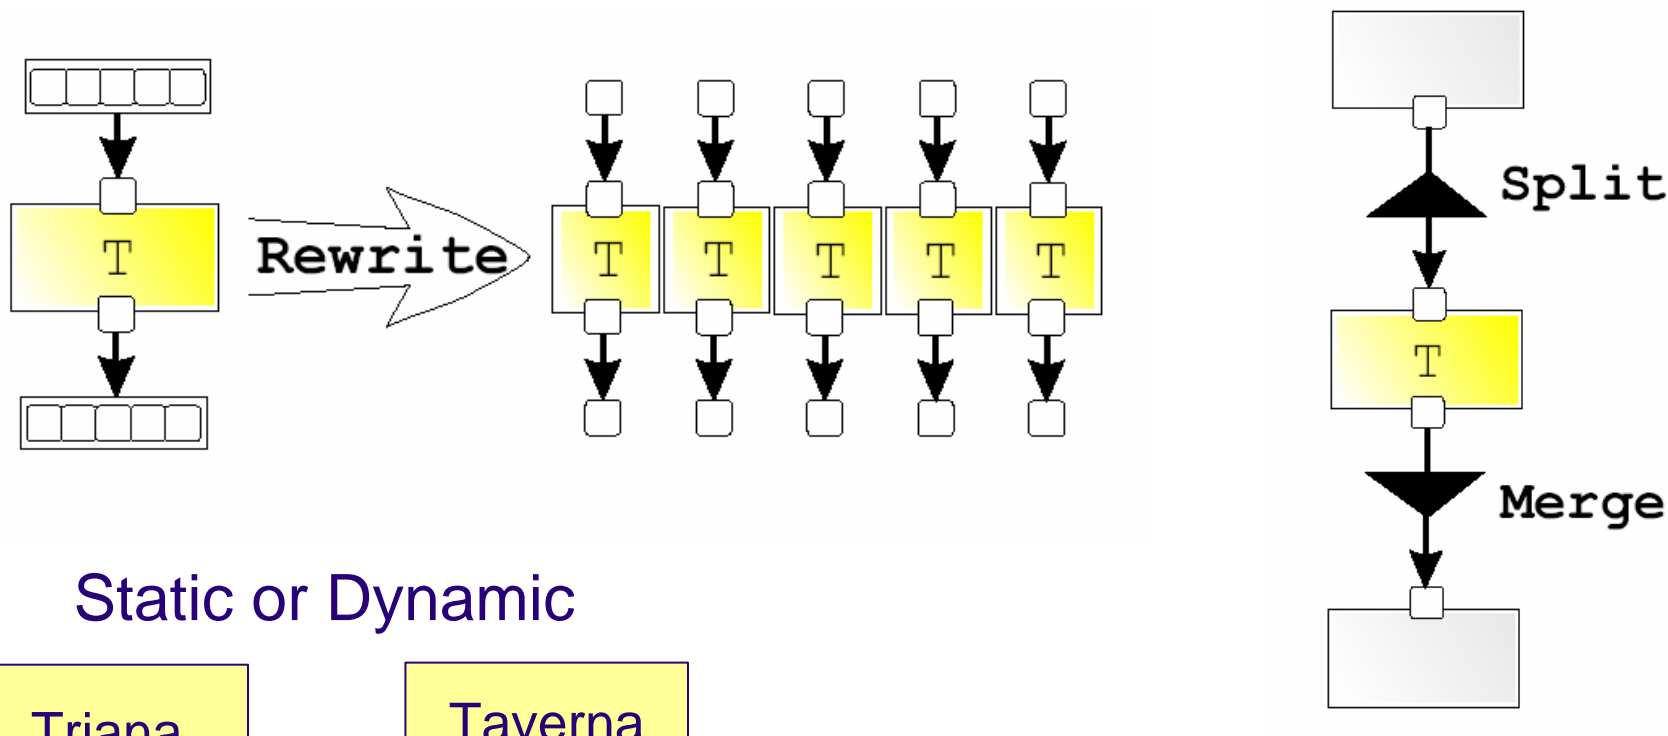 Split
T
Rewrite
T T T T T
T
Merge
Static or Dynamic
Triana
Taverna